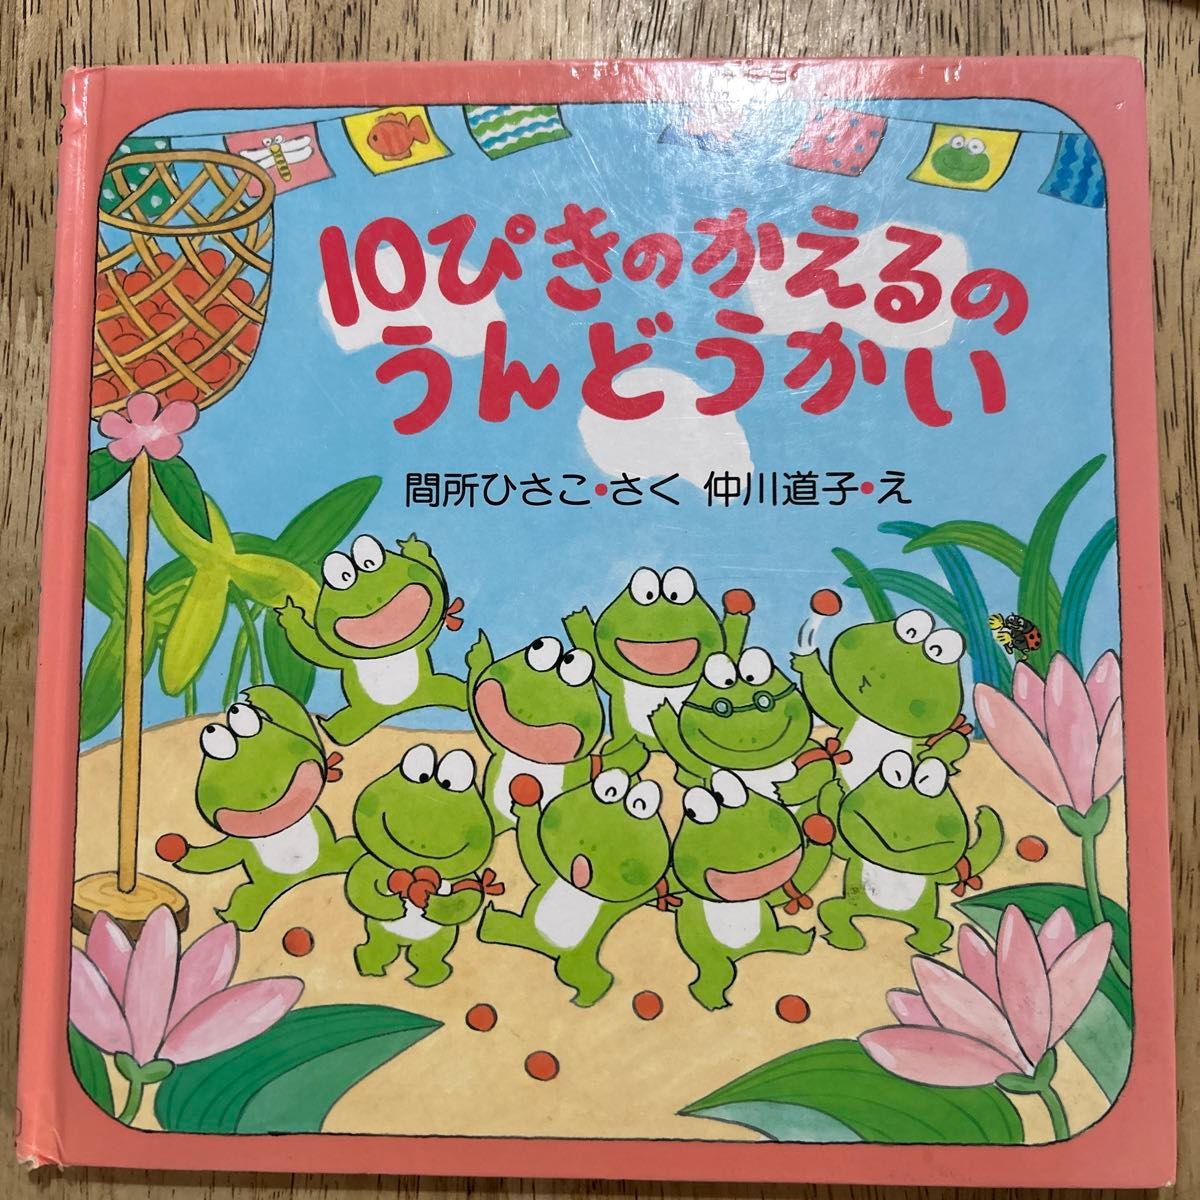 10ぴきのかえるの
うんどうかい
間所ひさこ•さく 仲川道子•え